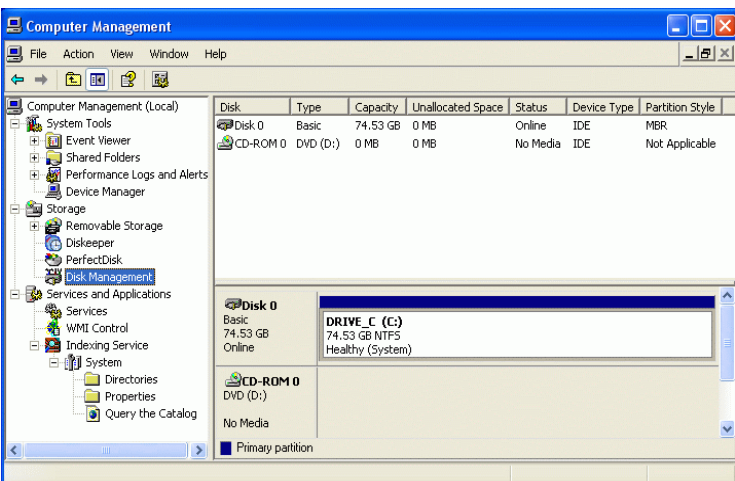 Computer Management
File Action View Window Help
Computer Management (Local)
System Tools
Event Viewer
Shared Folders
Performance Logs and Alerts
Device Manager
Storage
Removable Storage
Diskeeper
PerfectDisk
Disk Management
Services and Applications
Services
WMI Control
Indexing Service
System
Directories
Properties
Query the Catalog
Disk Type Capacity Unallocated Space Status Device Type Partition Style
Disk 0 Basic 74.53 GB 0 MB Online IDE MBR
CD-ROM 0 DVD (D:) 0 MB 0 MB No Media IDE Not Applicable
Disk 0
Basic
74.53 GB
Online
DRIVE_C (C:)
74.53 GB NTFS
Healthy (System)
CD-ROM 0
DVD (D:)
No Media
Primary partition